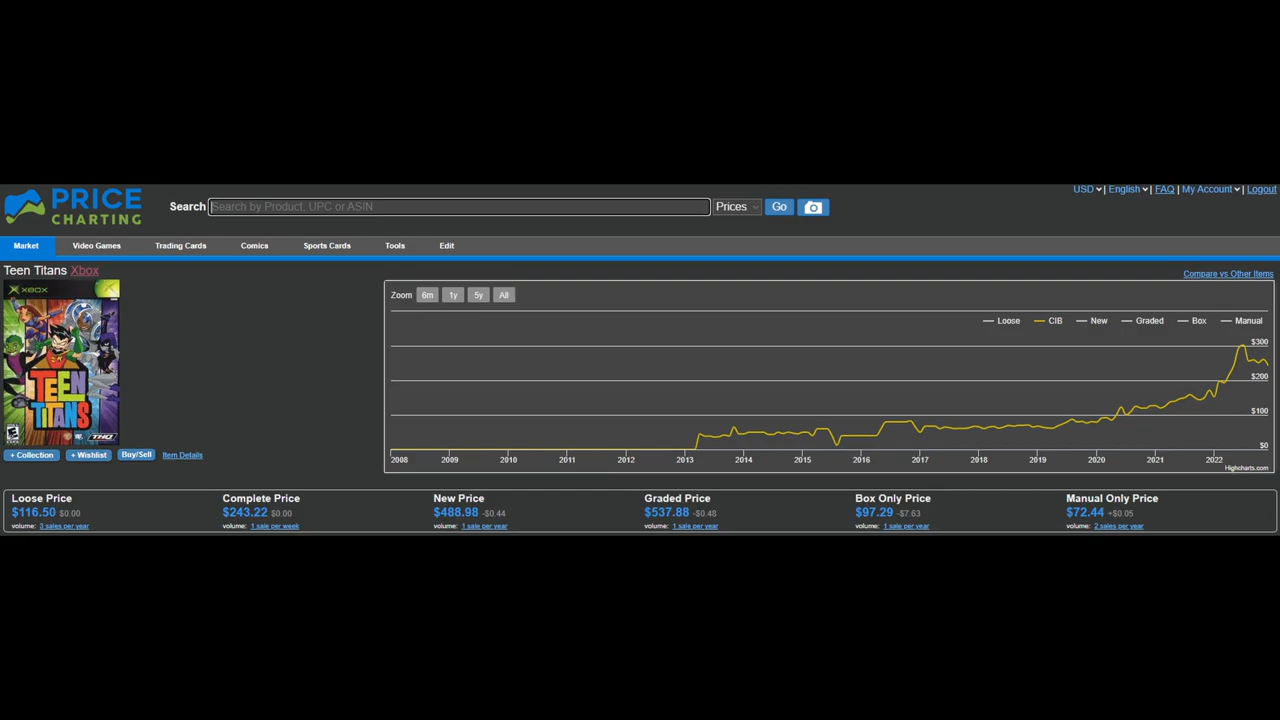 PRICE
CHARTING
Search Search by Product, UPC or ASIN Prices Go
USD | English | FAQ | My Account | Logout
Market Video Games Trading Cards Comics Sports Cards Tools Edit
Teen Titans Xbox
Compare vs Other Items
XBOX
TEEN
TITANS
THQ
+ Collection + Wishlist Buy/Sell Item Details
Zoom 6m 1y 5y All
Loose CIB New Graded Box Manual
$300
$200
$100
$0
2008 2009 2010 2011 2012 2013 2014 2015 2016 2017 2018 2019 2020 2021 2022
Highcharts.com
Loose Price Complete Price New Price Graded Price Box Only Price Manual Only Price
$116.50 $0.00 $243.22 $0.00 $488.98 -$0.44 $537.88 -$0.48 $97.29 -$7.63 $72.44 +$0.05
volume: 3 sales per year volume: 1 sale per week volume: 1 sale per year volume: 1 sale per year volume: 1 sale per year volume: 2 sales per year